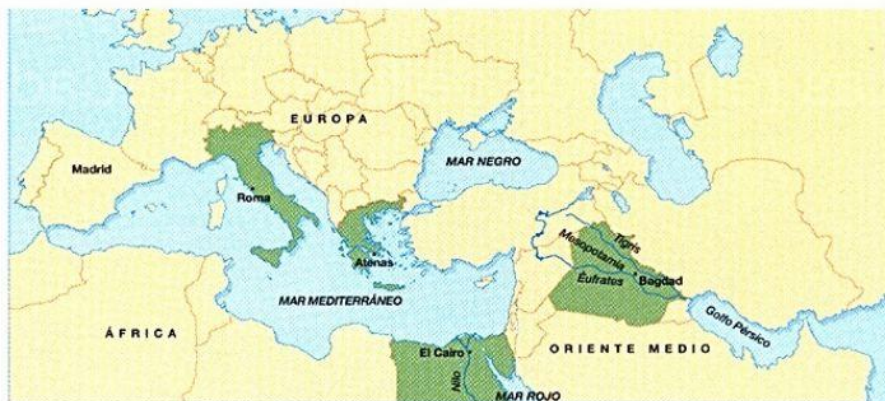 EUROPA
MAR NEGRO
Madrid
Roma
Atenas
Tigris
Mesopotamia
Éufrates
Bagdad
MAR MEDITERRÁNEO
Golfo Pérsico
ÁFRICA
El Cairo
ORIENTE MEDIO
Nilo
MAR ROJO